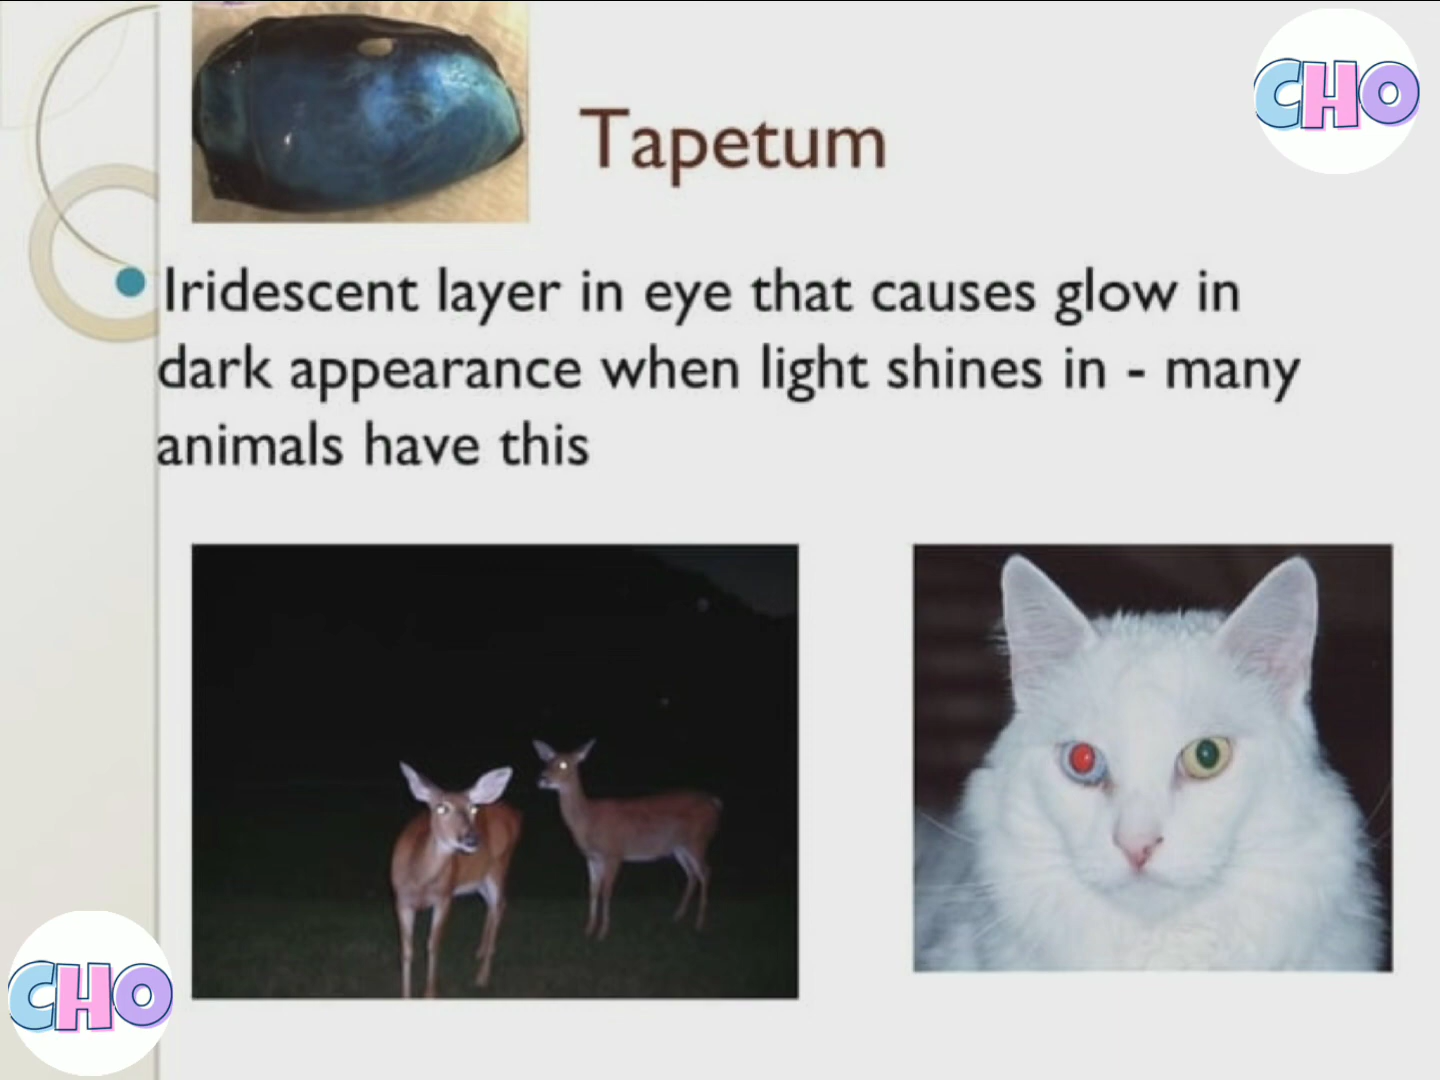 CHO
Tapetum
Iridescent layer in eye that causes glow in
dark appearance when light shines in - many
animals have this
CHO